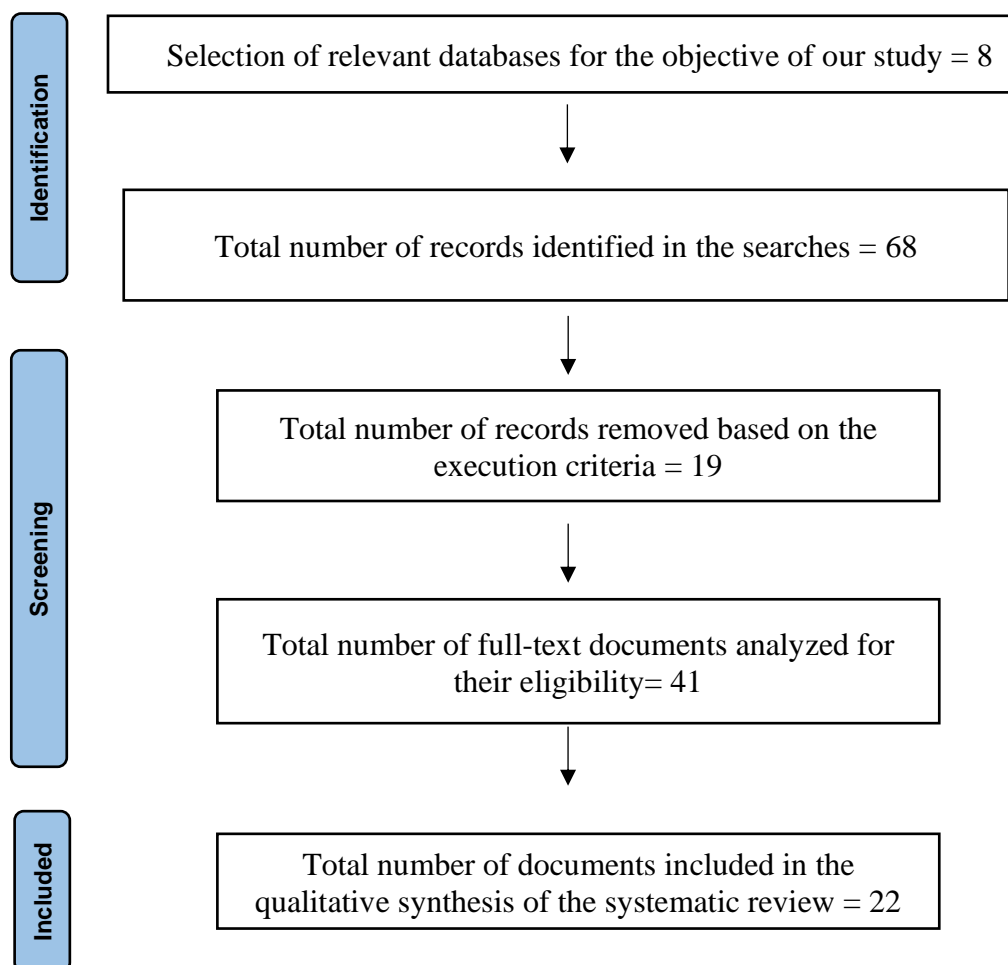 Identification
Selection of relevant databases for the objective of our study = 8
Total number of records identified in the searches = 68
Screening
Total number of records removed based on the
execution criteria = 19
Total number of full-text documents analyzed for
their eligibility= 41
Included
Total number of documents included in the
qualitative synthesis of the systematic review = 22